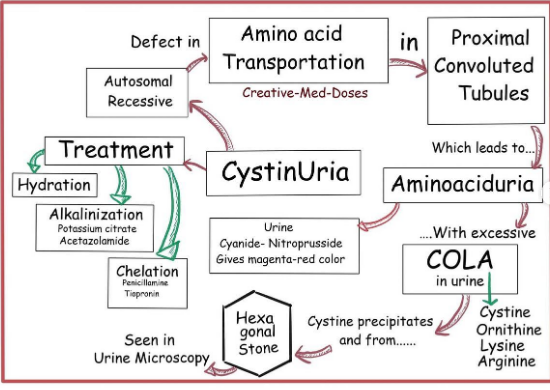 Defect in
Amino acid
Transportation
in
Proximal
Convoluted
Tubules
Autosomal
Recessive
Creative-Med-Doses
Which leads to...
Treatment
CystinUria
Aminoaciduria
Hydration
Alkalinization
Potassium citrate
Acetazolamide
Urine
Cyanide- Nitroprusside
Gives magenta-red color
....With excessive
COLA
in urine
Chelation
Penicillamine
Tiopronin
Cystine
Ornithine
Lysine
Arginine
Cystine precipitates
and from......
Hexa
gonal
Stone
Seen in
Urine Microscopy